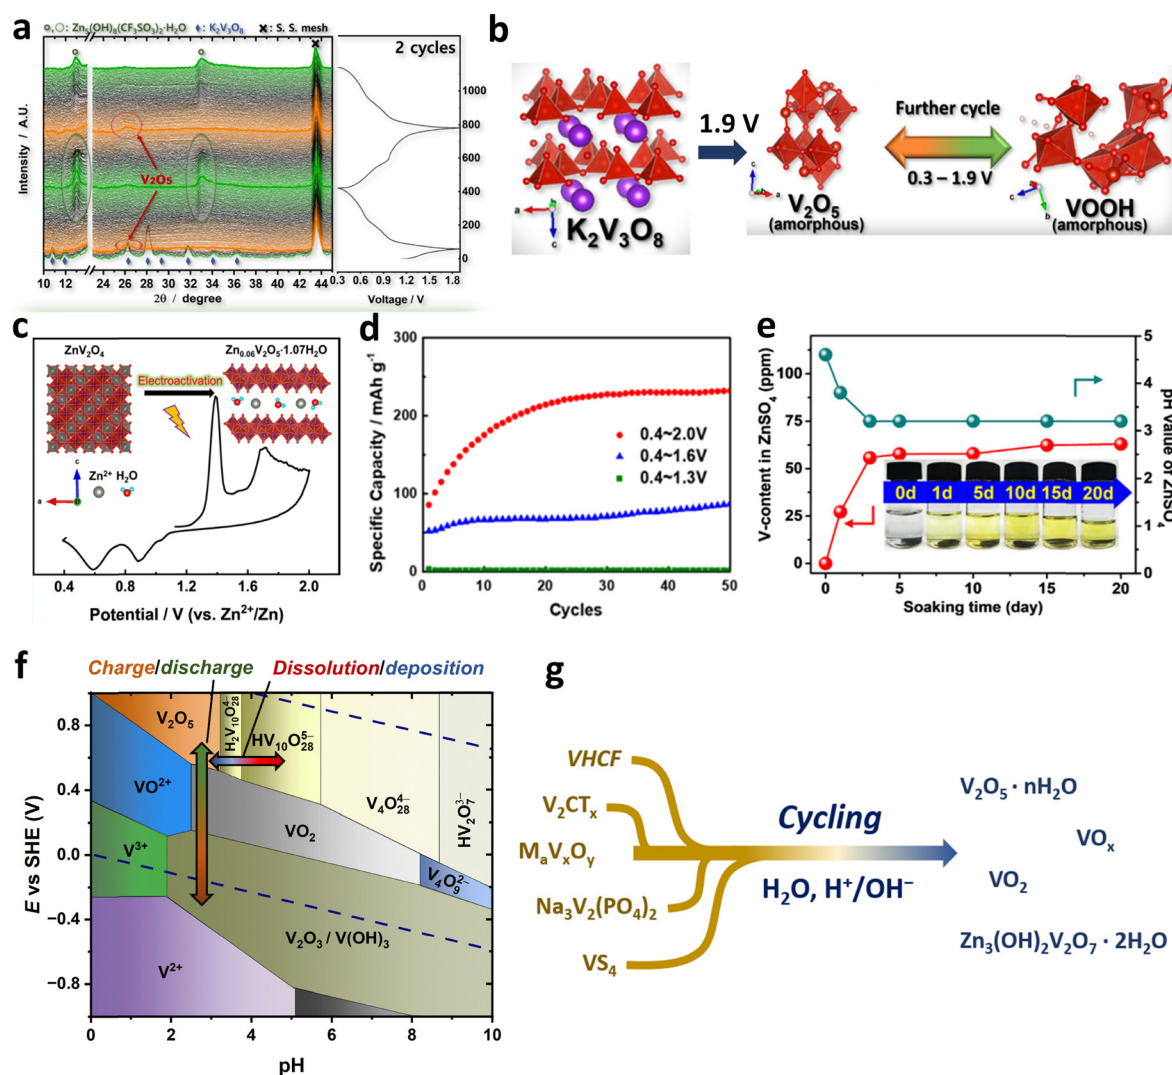 a
○,○: Zn₅(OH)₈(CF₃SO₃)₂·H₂O ♦: K₂V₃O₈ ×: S. S. mesh
2 cycles
Intensity / A.U.
V₂O₅
10 12 24 26 28 30 32 34 36 38 40 42 44
2θ / degree
0.3 0.6 0.9 1.2 1.5 1.8
Voltage / V
1000
800
600
400
200
0
b
K₂V₃O₈
1.9 V
V₂O₅
(amorphous)
Further cycle
0.3 – 1.9 V
VOOH
(amorphous)
a
c
a
c
c
b
c
ZnV₂O₄
Electroactivation
Zn₀.₀₆V₂O₅·1.07H₂O
Zn²⁺ H₂O
c
a
0.4 0.8 1.2 1.6 2.0
Potential / V (vs. Zn²⁺/Zn)
d
Specific Capacity / mAh g⁻¹
300
200
100
0
0.4~2.0V
0.4~1.6V
0.4~1.3V
0 10 20 30 40 50
Cycles
e
V-content in ZnSO₄ (ppm)
100
75
50
25
0
0d 1d 5d 10d 15d 20d
5
4
3
2
1
0
pH value of ZnSO₄
0 5 10 15 20
Soaking time (day)
f
Charge/discharge Dissolution/deposition
E vs SHE (V)
0.8
0.4
0.0
−0.4
−0.8
V₂O₅
H₂V₁₀O₂₈⁴⁻
HV₁₀O₂₈⁵⁻
VO²⁺
V₄O₂₈⁴⁻
HV₂O₇³⁻
VO₂
V³⁺
V₄O₉²⁻
V₂O₃ / V(OH)₃
V²⁺
0 2 4 6 8 10
pH
g
VHCF
V₂CTₓ
MₐVₓOᵧ
Na₃V₂(PO₄)₂
VS₄
Cycling
H₂O, H⁺/OH⁻
V₂O₅ · nH₂O
VOₓ
VO₂
Zn₃(OH)₂V₂O₇ · 2H₂O